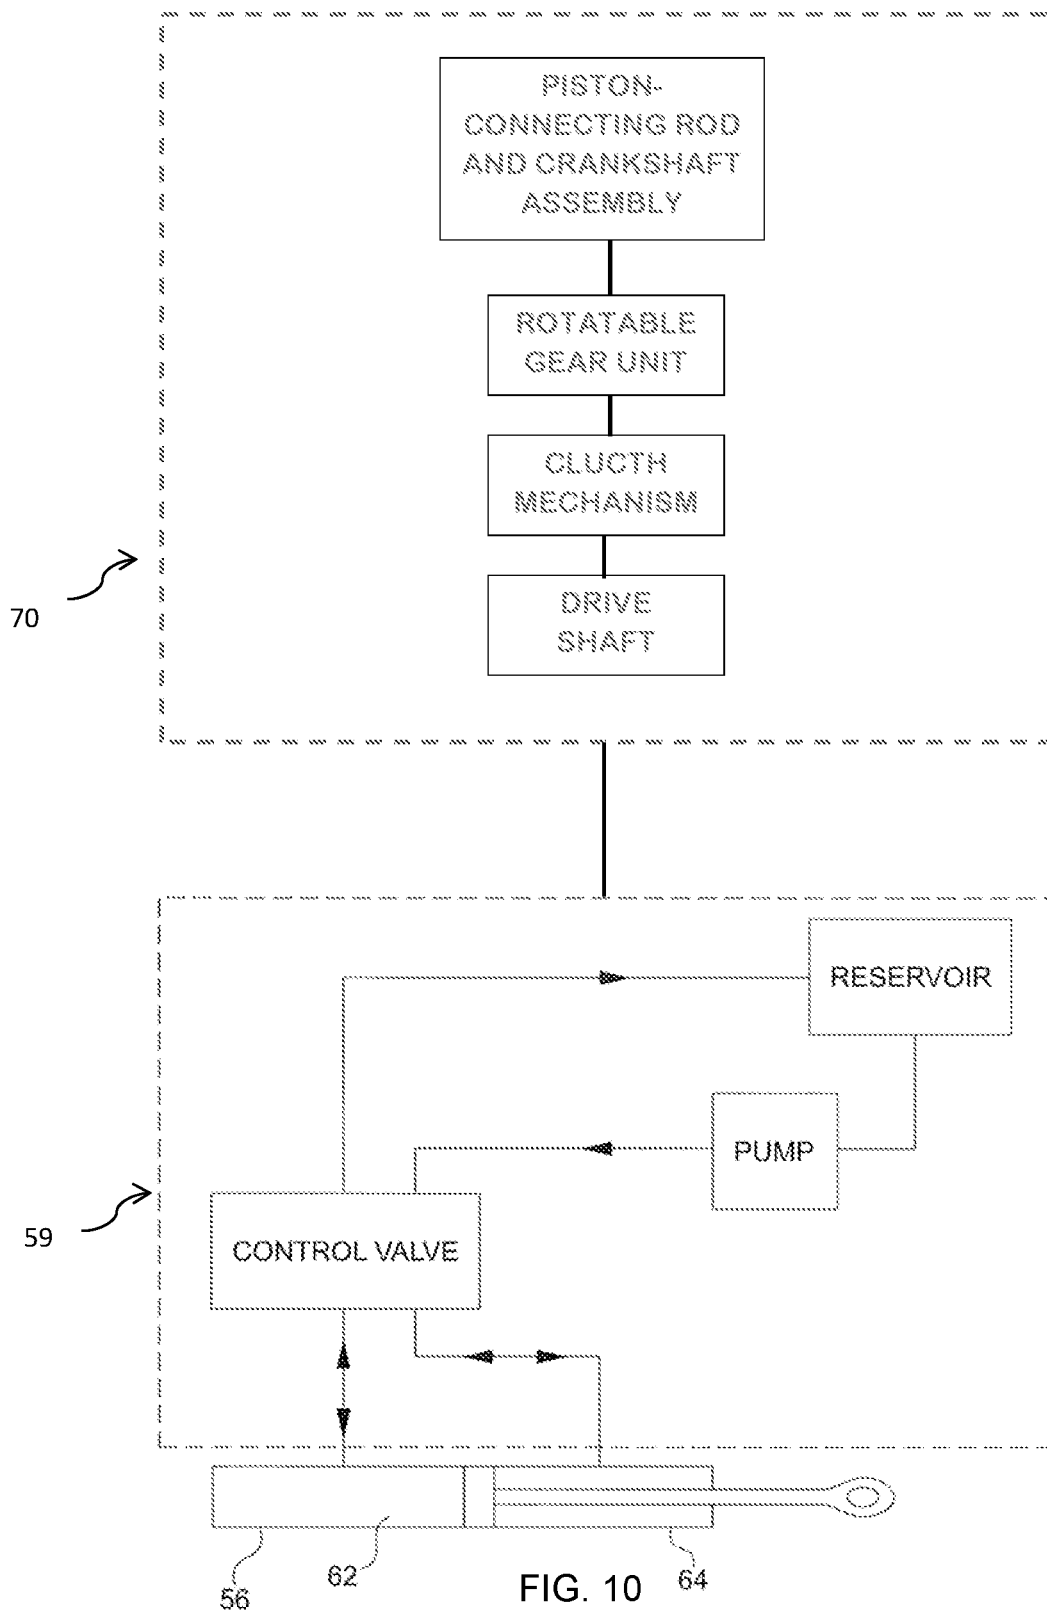 PISTON-
CONNECTING ROD
AND CRANKSHAFT
ASSEMBLY
ROTATABLE
GEAR UNIT
CLUCTH
MECHANISM
DRIVE
SHAFT
70
RESERVOIR
PUMP
59
CONTROL VALVE
56
62
64
FIG. 10